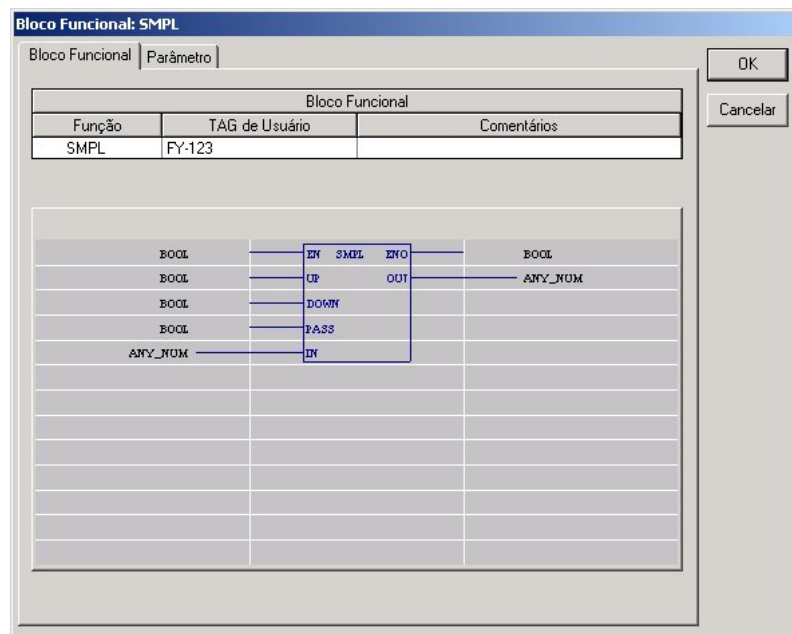 Bloco Funcional: SMPL
Bloco Funcional Parâmetro
OK
Cancelar
Bloco Funcional
Função TAG de Usuário Comentários
SMPL FY-123
BOOL EN SMPL ENO BOOL
BOOL UP OUT ANY_NUM
BOOL DOWN
BOOL PASS
ANY_NUM IN